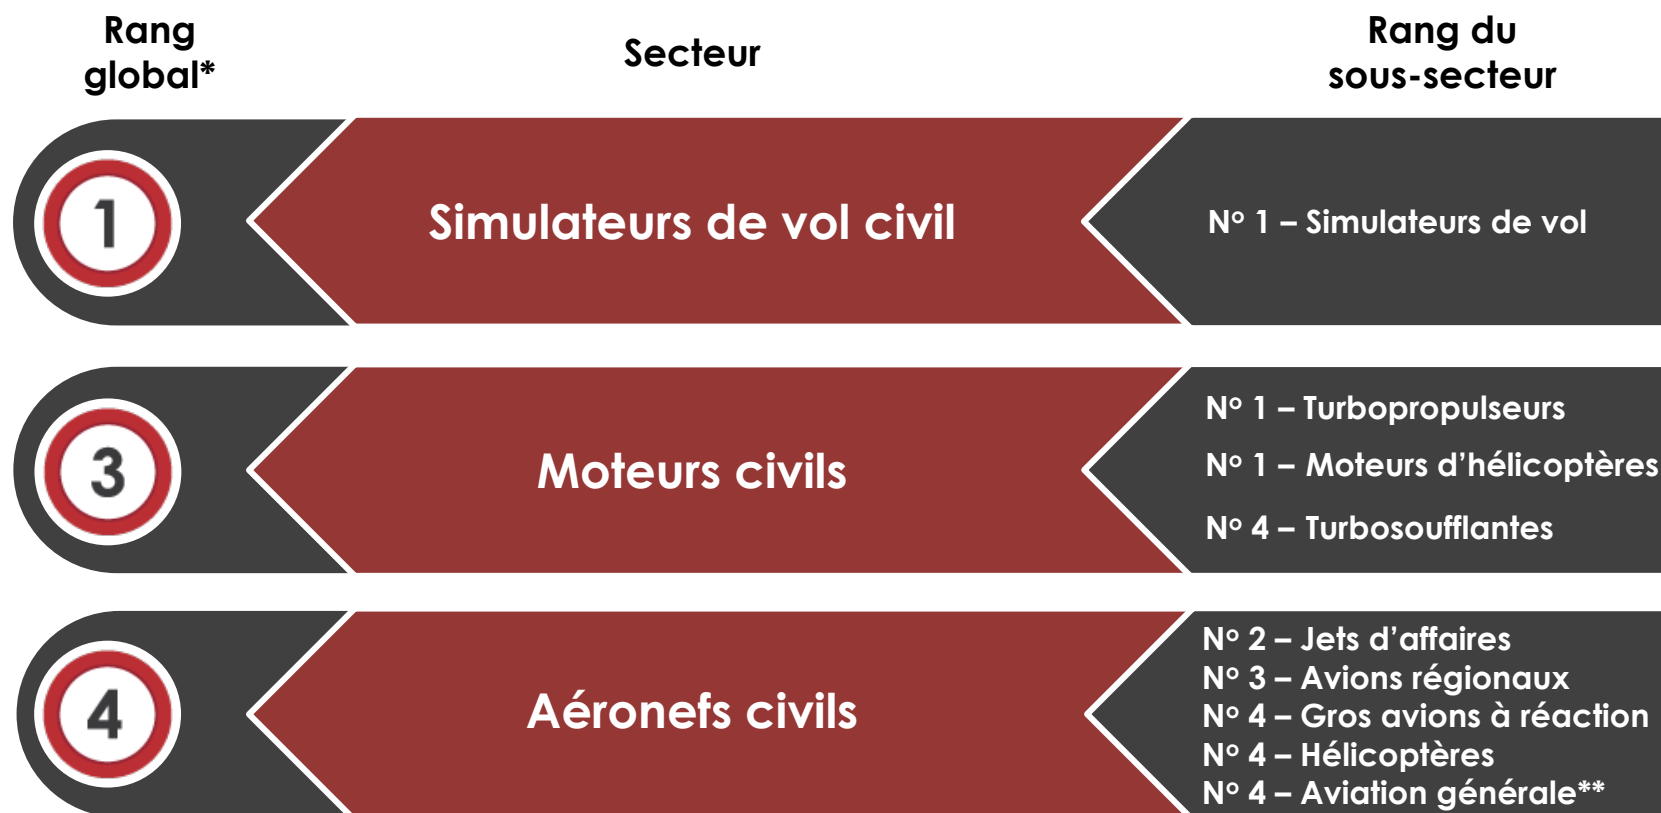 Rang
global*
Secteur
Rang du
sous-secteur
1
Simulateurs de vol civil
Nº 1 – Simulateurs de vol
3
Moteurs civils
Nº 1 – Turbopropulseurs
Nº 1 – Moteurs d’hélicoptères
Nº 4 – Turbosoufflantes
4
Aéronefs civils
Nº 2 – Jets d’affaires
Nº 3 – Avions régionaux
Nº 4 – Gros avions à réaction
Nº 4 – Hélicoptères
Nº 4 – Aviation générale**